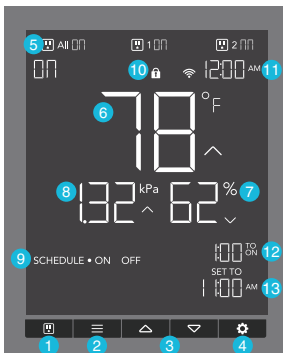 5 All ON 1 ON 2 ON
ON 10 12:00 AM 11
6 78 °F
8 1.32 kPa 62 % 7
9 SCHEDULE • ON OFF 1:00 TO ON 12
SET TO
1:00 AM 13
1 2 3 4